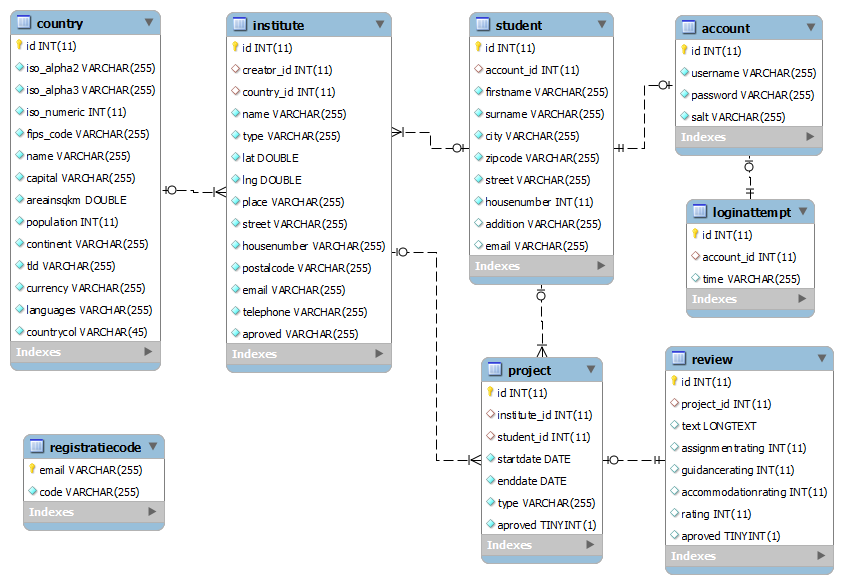 country
id INT(11)
iso_alpha2 VARCHAR(255)
iso_alpha3 VARCHAR(255)
iso_numeric INT(11)
fips_code VARCHAR(255)
name VARCHAR(255)
capital VARCHAR(255)
areainsqkm DOUBLE
population INT(11)
continent VARCHAR(255)
tld VARCHAR(255)
currency VARCHAR(255)
languages VARCHAR(255)
countrycol VARCHAR(45)
Indexes
institute
id INT(11)
creator_id INT(11)
country_id INT(11)
name VARCHAR(255)
type VARCHAR(255)
lat DOUBLE
lng DOUBLE
place VARCHAR(255)
street VARCHAR(255)
housenumber VARCHAR(255)
postalcode VARCHAR(255)
email VARCHAR(255)
telephone VARCHAR(255)
aproved VARCHAR(255)
Indexes
student
id INT(11)
account_id INT(11)
firstname VARCHAR(255)
surname VARCHAR(255)
city VARCHAR(255)
zipcode VARCHAR(255)
street VARCHAR(255)
housenumber INT(11)
addition VARCHAR(255)
email VARCHAR(255)
Indexes
account
id INT(11)
username VARCHAR(255)
password VARCHAR(255)
salt VARCHAR(255)
Indexes
loginattempt
id INT(11)
account_id INT(11)
time VARCHAR(255)
Indexes
project
id INT(11)
institute_id INT(11)
student_id INT(11)
startdate DATE
enddate DATE
type VARCHAR(255)
aproved TINYINT(1)
Indexes
review
id INT(11)
project_id INT(11)
text LONGTEXT
assignmentrating INT(11)
guidancerating INT(11)
accommodationrating INT(11)
rating INT(11)
aproved TINYINT(1)
Indexes
registratiecode
email VARCHAR(255)
code VARCHAR(255)
Indexes